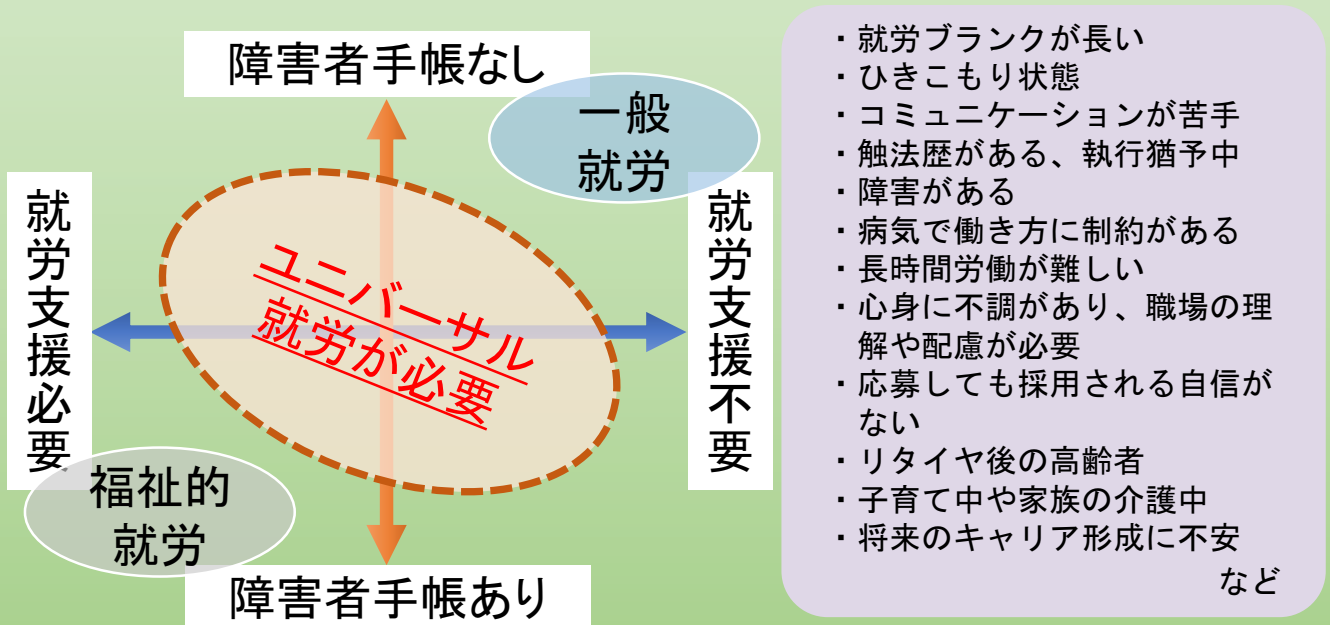 障害者手帳なし
一般
就労
就労支援必要
ユニバーサル
就労が必要
就労支援不要
福祉的
就労
障害者手帳あり
・就労ブランクが長い
・ひきこもり状態
・コミュニケーションが苦手
・触法歴がある、執行猶予中
・障害がある
・病気で働き方に制約がある
・長時間労働が難しい
・心身に不調があり、職場の理
解や配慮が必要
・応募しても採用される自信が
ない
・リタイヤ後の高齢者
・子育て中や家族の介護中
・将来のキャリア形成に不安
など